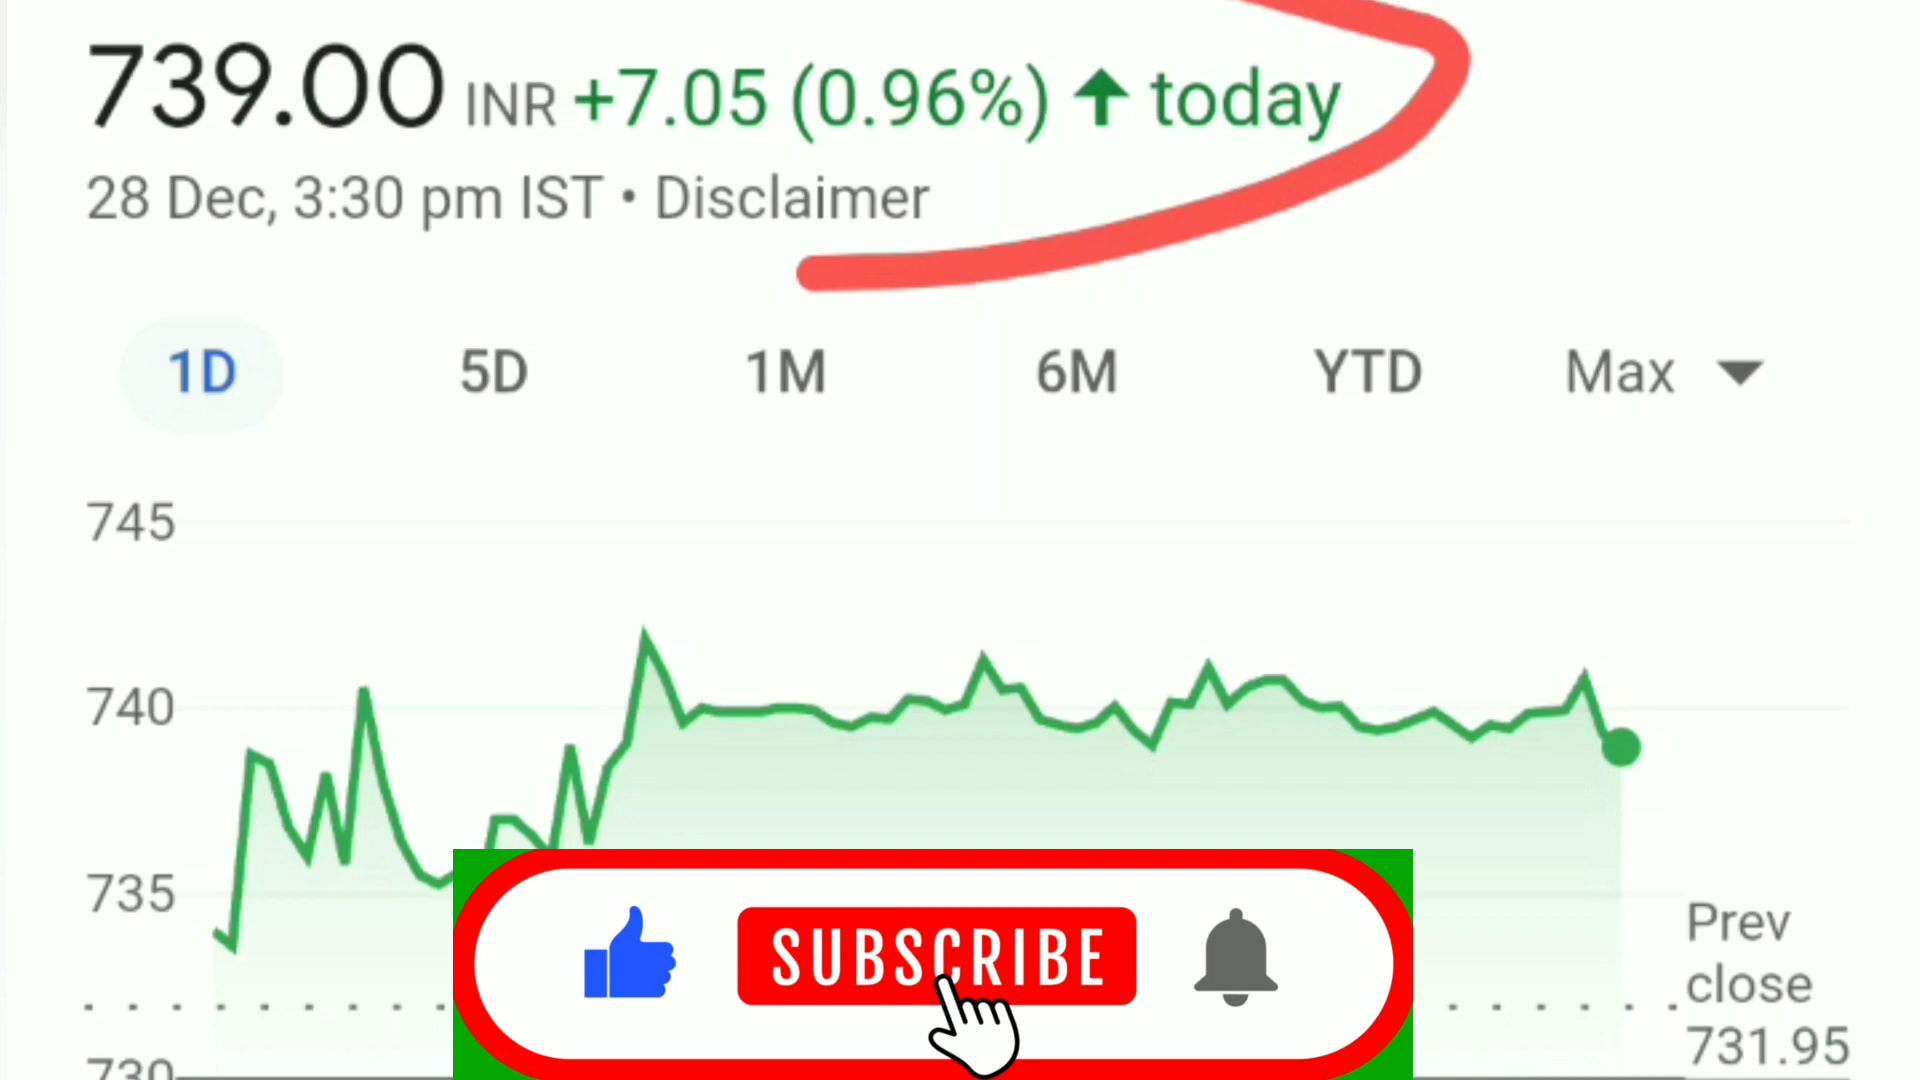 739.00 INR +7.05 (0.96%) ↑ today
28 Dec, 3:30 pm IST • Disclaimer
1D 5D 1M 6M YTD Max
745
740
735
730
Prev
close
731.95
SUBSCRIBE